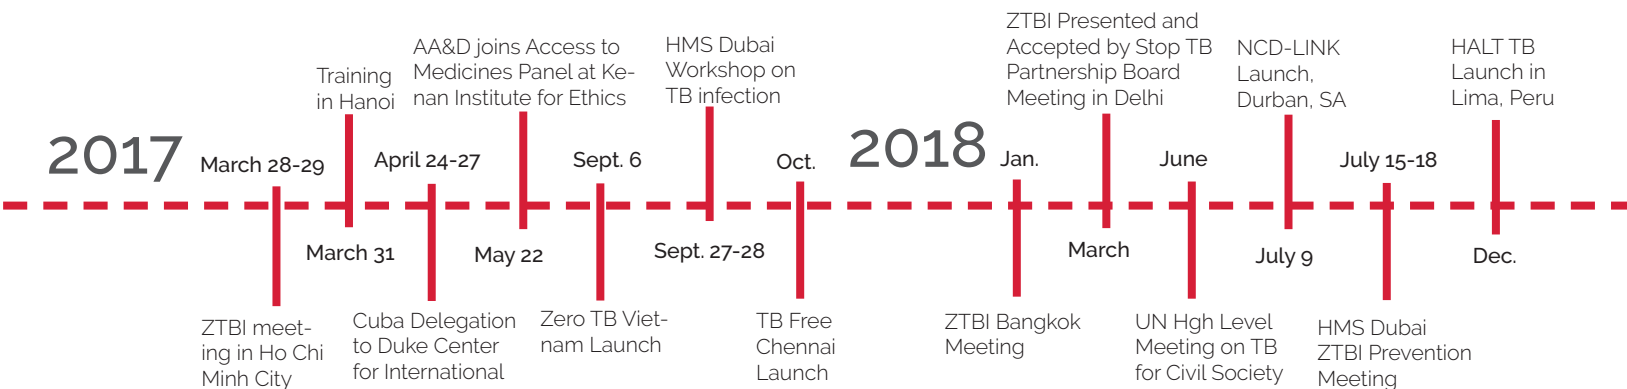 2017
March 28-29
ZTBI meet-
ing in Ho Chi
Minh City
Training
in Hanoi
March 31
April 24-27
Cuba Delegation
to Duke Center
for International
AA&D joins Access to
Medicines Panel at Ke-
nan Institute for Ethics
May 22
Sept. 6
Zero TB Viet-
nam Launch
HMS Dubai
Workshop on
TB infection
Sept. 27-28
Oct.
TB Free
Chennai
Launch
2018
Jan.
ZTBI Bangkok
Meeting
ZTBI Presented and
Accepted by Stop TB
Partnership Board
Meeting in Delhi
March
June
UN Hgh Level
Meeting on TB
for Civil Society
NCD-LINK
Launch,
Durban, SA
July 9
July 15-18
HMS Dubai
ZTBI Prevention
Meeting
HALT TB
Launch in
Lima, Peru
Dec.